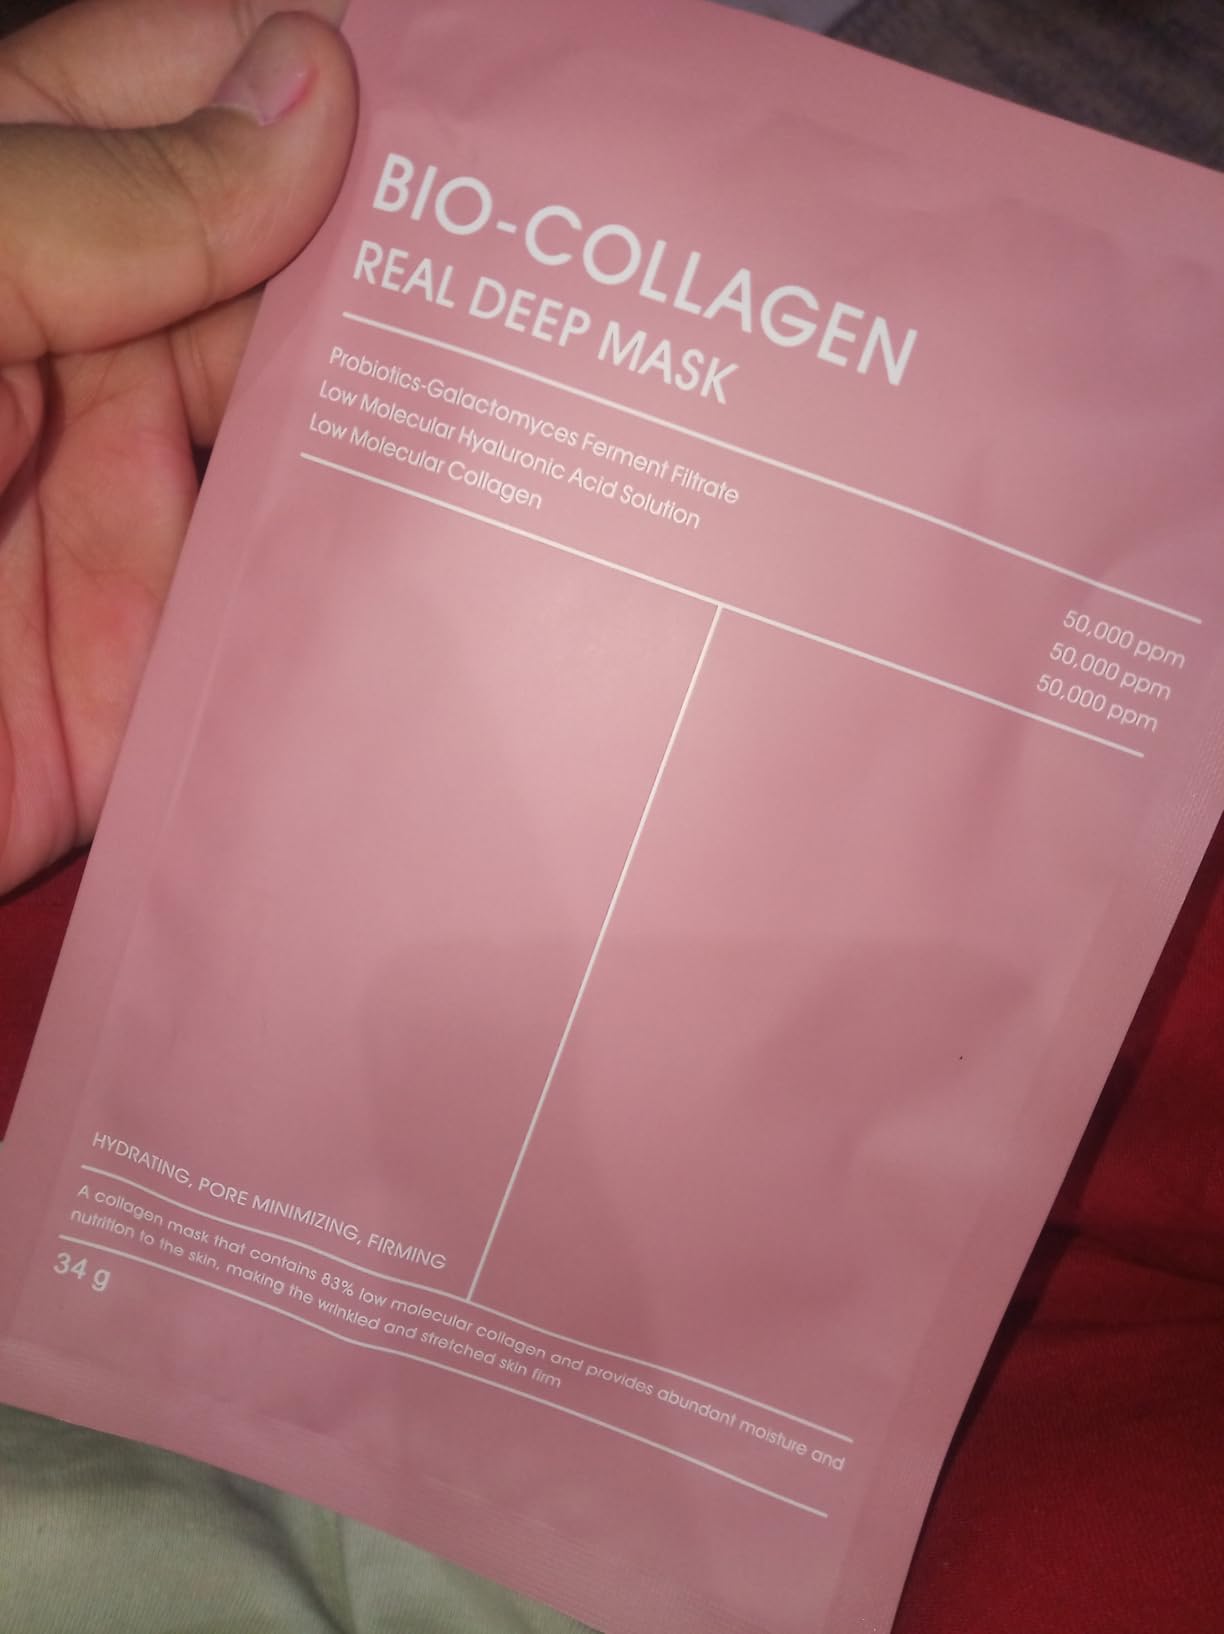 BIO-COLLAGEN
REAL DEEP MASK
Probiotics-Galactomyces Ferment Filtrate 50,000 ppm
Low Molecular Hyaluronic Acid Solution 50,000 ppm
Low Molecular Collagen 50,000 ppm
HYDRATING, PORE MINIMIZING, FIRMING
A collagen mask that contains 83% low molecular collagen and provides abundant moisture and
nutrition to the skin, making the wrinkled and stretched skin firm
34 g